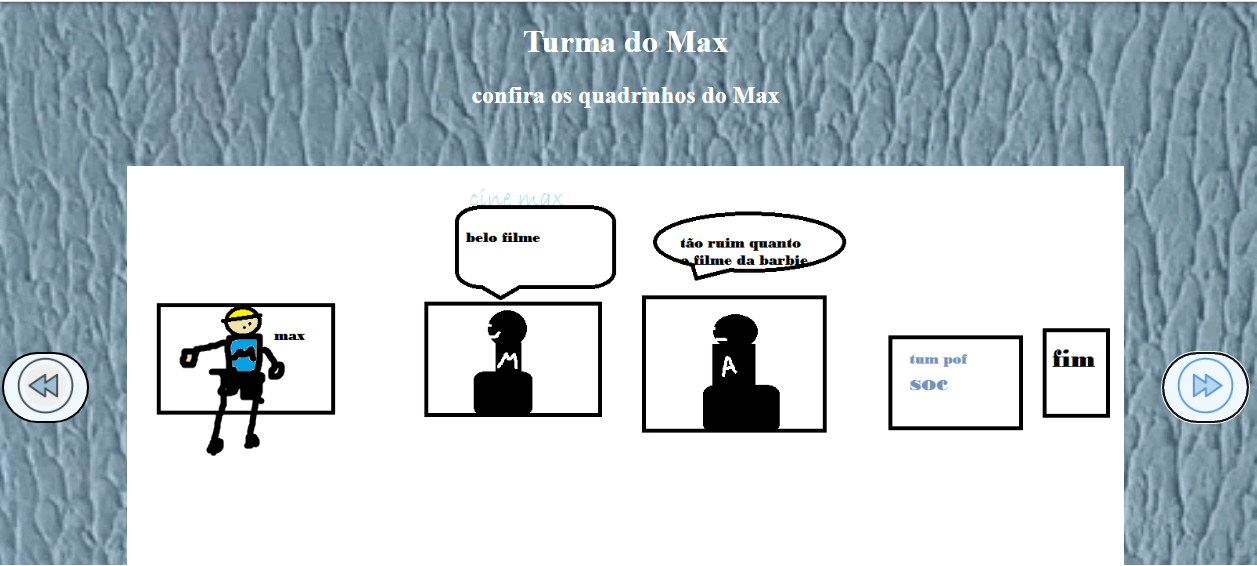 Turma do Max
confira os quadrinhos do Max
cine max
belo filme
tão ruim quanto
o filme da barbie
max
M
M
A
tum pof
soc
fim